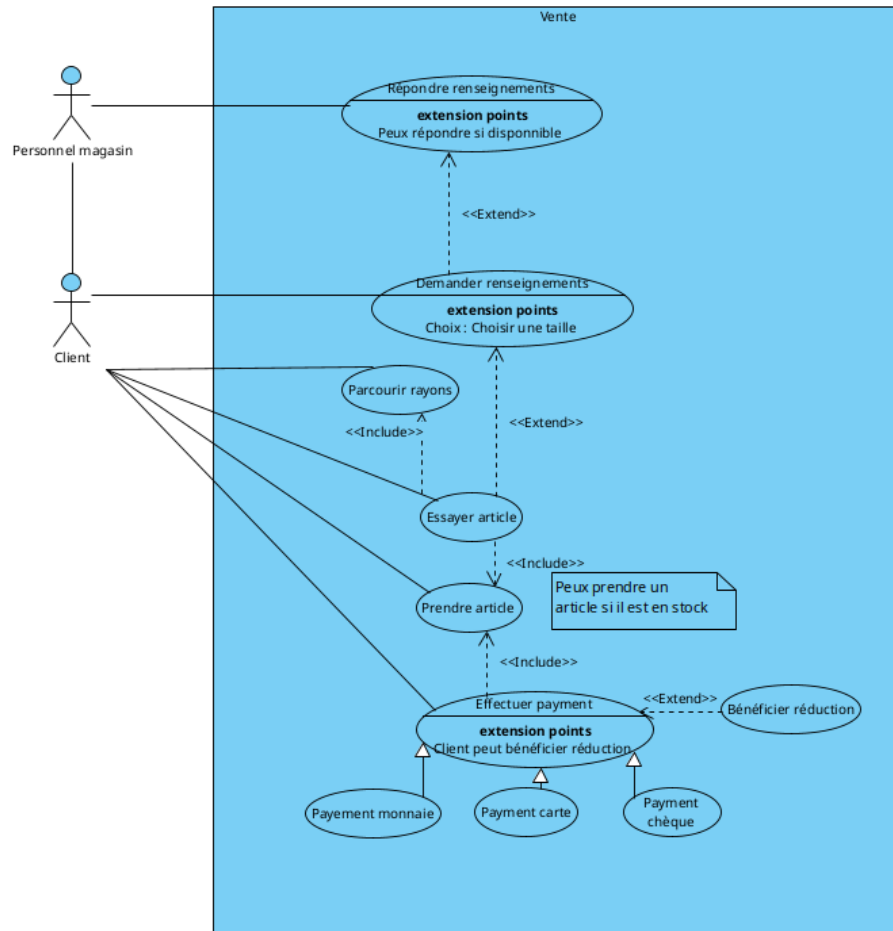 Vente
Répondre renseignements
extension points
Peux répondre si disponnible
Personnel magasin
<<Extend>>
Demander renseignements
extension points
Choix : Choisir une taille
Client
Parcourir rayons
<<Include>>
<<Extend>>
Essayer article
<<Include>>
Peux prendre un
article si il est en stock
Prendre article
<<Include>>
Effectuer payment
extension points
Client peut bénéficier réduction
<<Extend>>
Bénéficier réduction
Payement monnaie
Payment carte
Payment
chèque